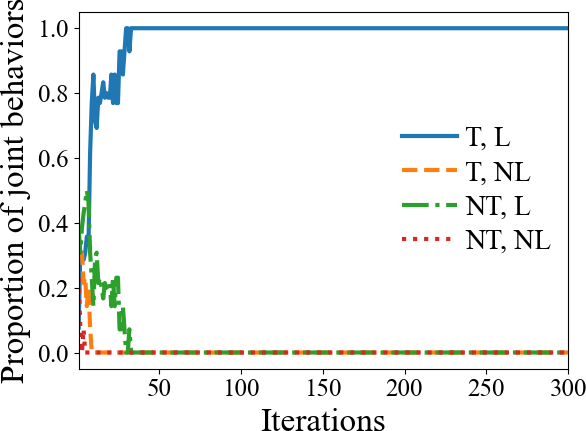 Proportion of joint behaviors
1.0
0.8
0.6
0.4
0.2
0.0
T, L
T, NL
NT, L
NT, NL
50 100 150 200 250 300
Iterations